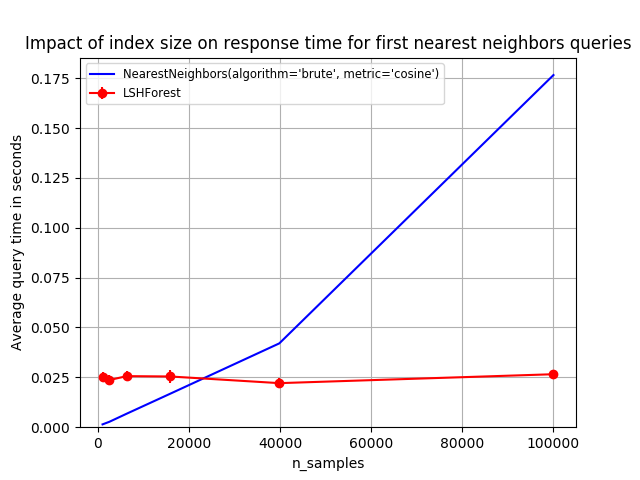 Impact of index size on response time for first nearest neighbors queries
NearestNeighbors(algorithm='brute', metric='cosine')
LSHForest
Average query time in seconds
0.175
0.150
0.125
0.100
0.075
0.050
0.025
0.000
0 20000 40000 60000 80000 100000
n_samples